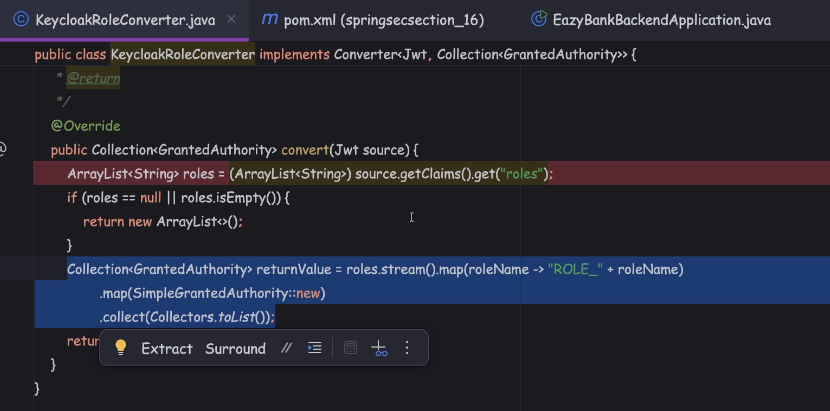 KeycloakRoleConverter.java × m pom.xml (springsecsection_16) EazyBankBackendApplication.java
public class KeycloakRoleConverter implements Converter<Jwt, Collection<GrantedAuthority>> {
* @return
*/
@Override
public Collection<GrantedAuthority> convert(Jwt source) {
ArrayList<String> roles = (ArrayList<String>) source.getClaims().get("roles");
if (roles == null || roles.isEmpty()) {
return new ArrayList<>();
}
Collection<GrantedAuthority> returnValue = roles.stream().map(roleName -> "ROLE_" + roleName)
.map(SimpleGrantedAuthority::new)
.collect(Collectors.toList());
retur
Extract Surround //
}
}